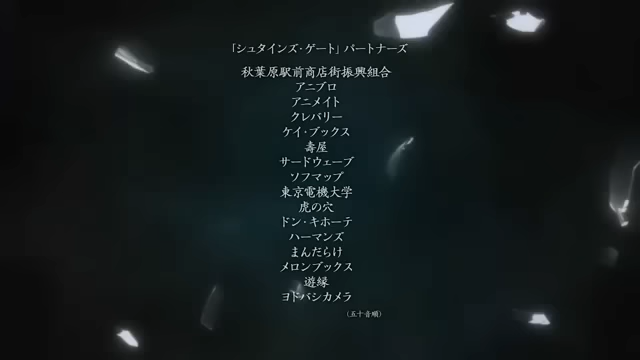 「シュタインズ・ゲート」パートナーズ
秋葉原駅前商店街振興組合
アニブロ
アニメイト
クレバリー
ケイ・ブックス
壽屋
サードウェーブ
ソフマップ
東京電機大学
虎の穴
ドン・キホーテ
ハーマンズ
まんだらけ
メロンブックス
遊縁
ヨドバシカメラ
(五十音順)